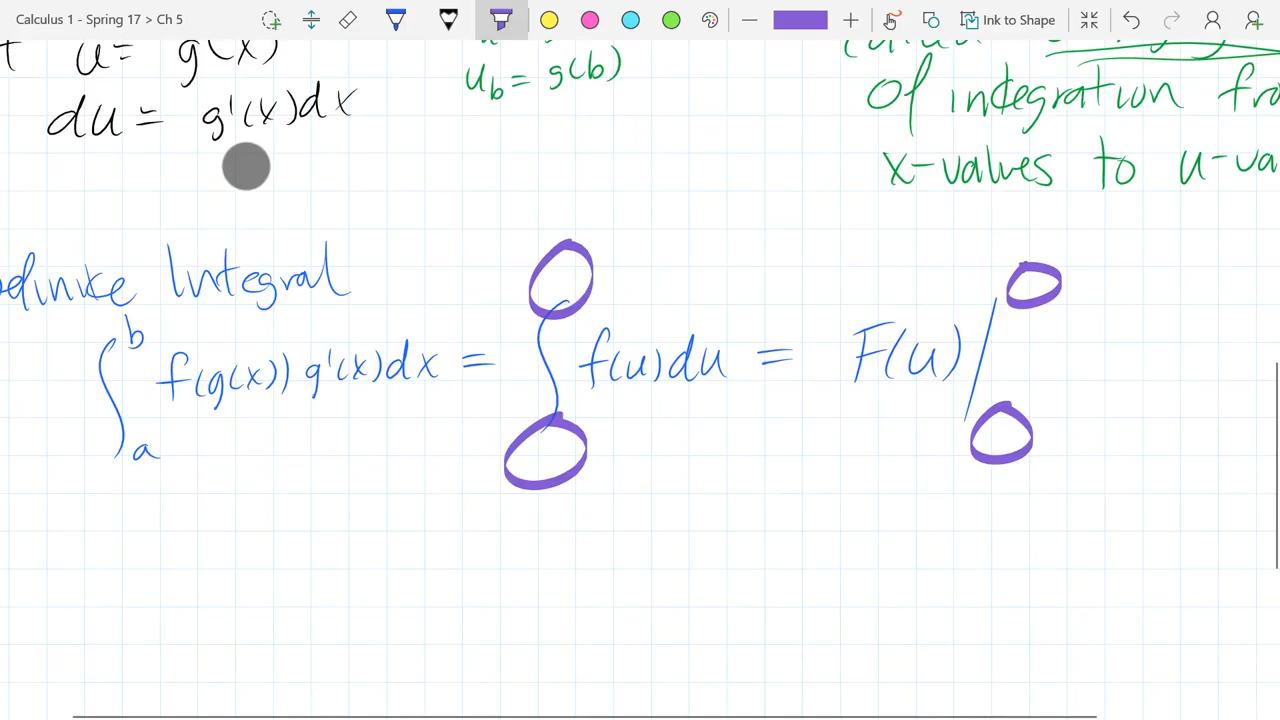 Calculus 1 - Spring 17 > Ch 5
Ink to Shape
u = g(x)
du = g'(x)dx
u_b = g(b)
of integration fro
x-values to u-va
definite Integral
∫_a^b f(g(x)) g'(x)dx = ∫ f(u)du = F(u) |